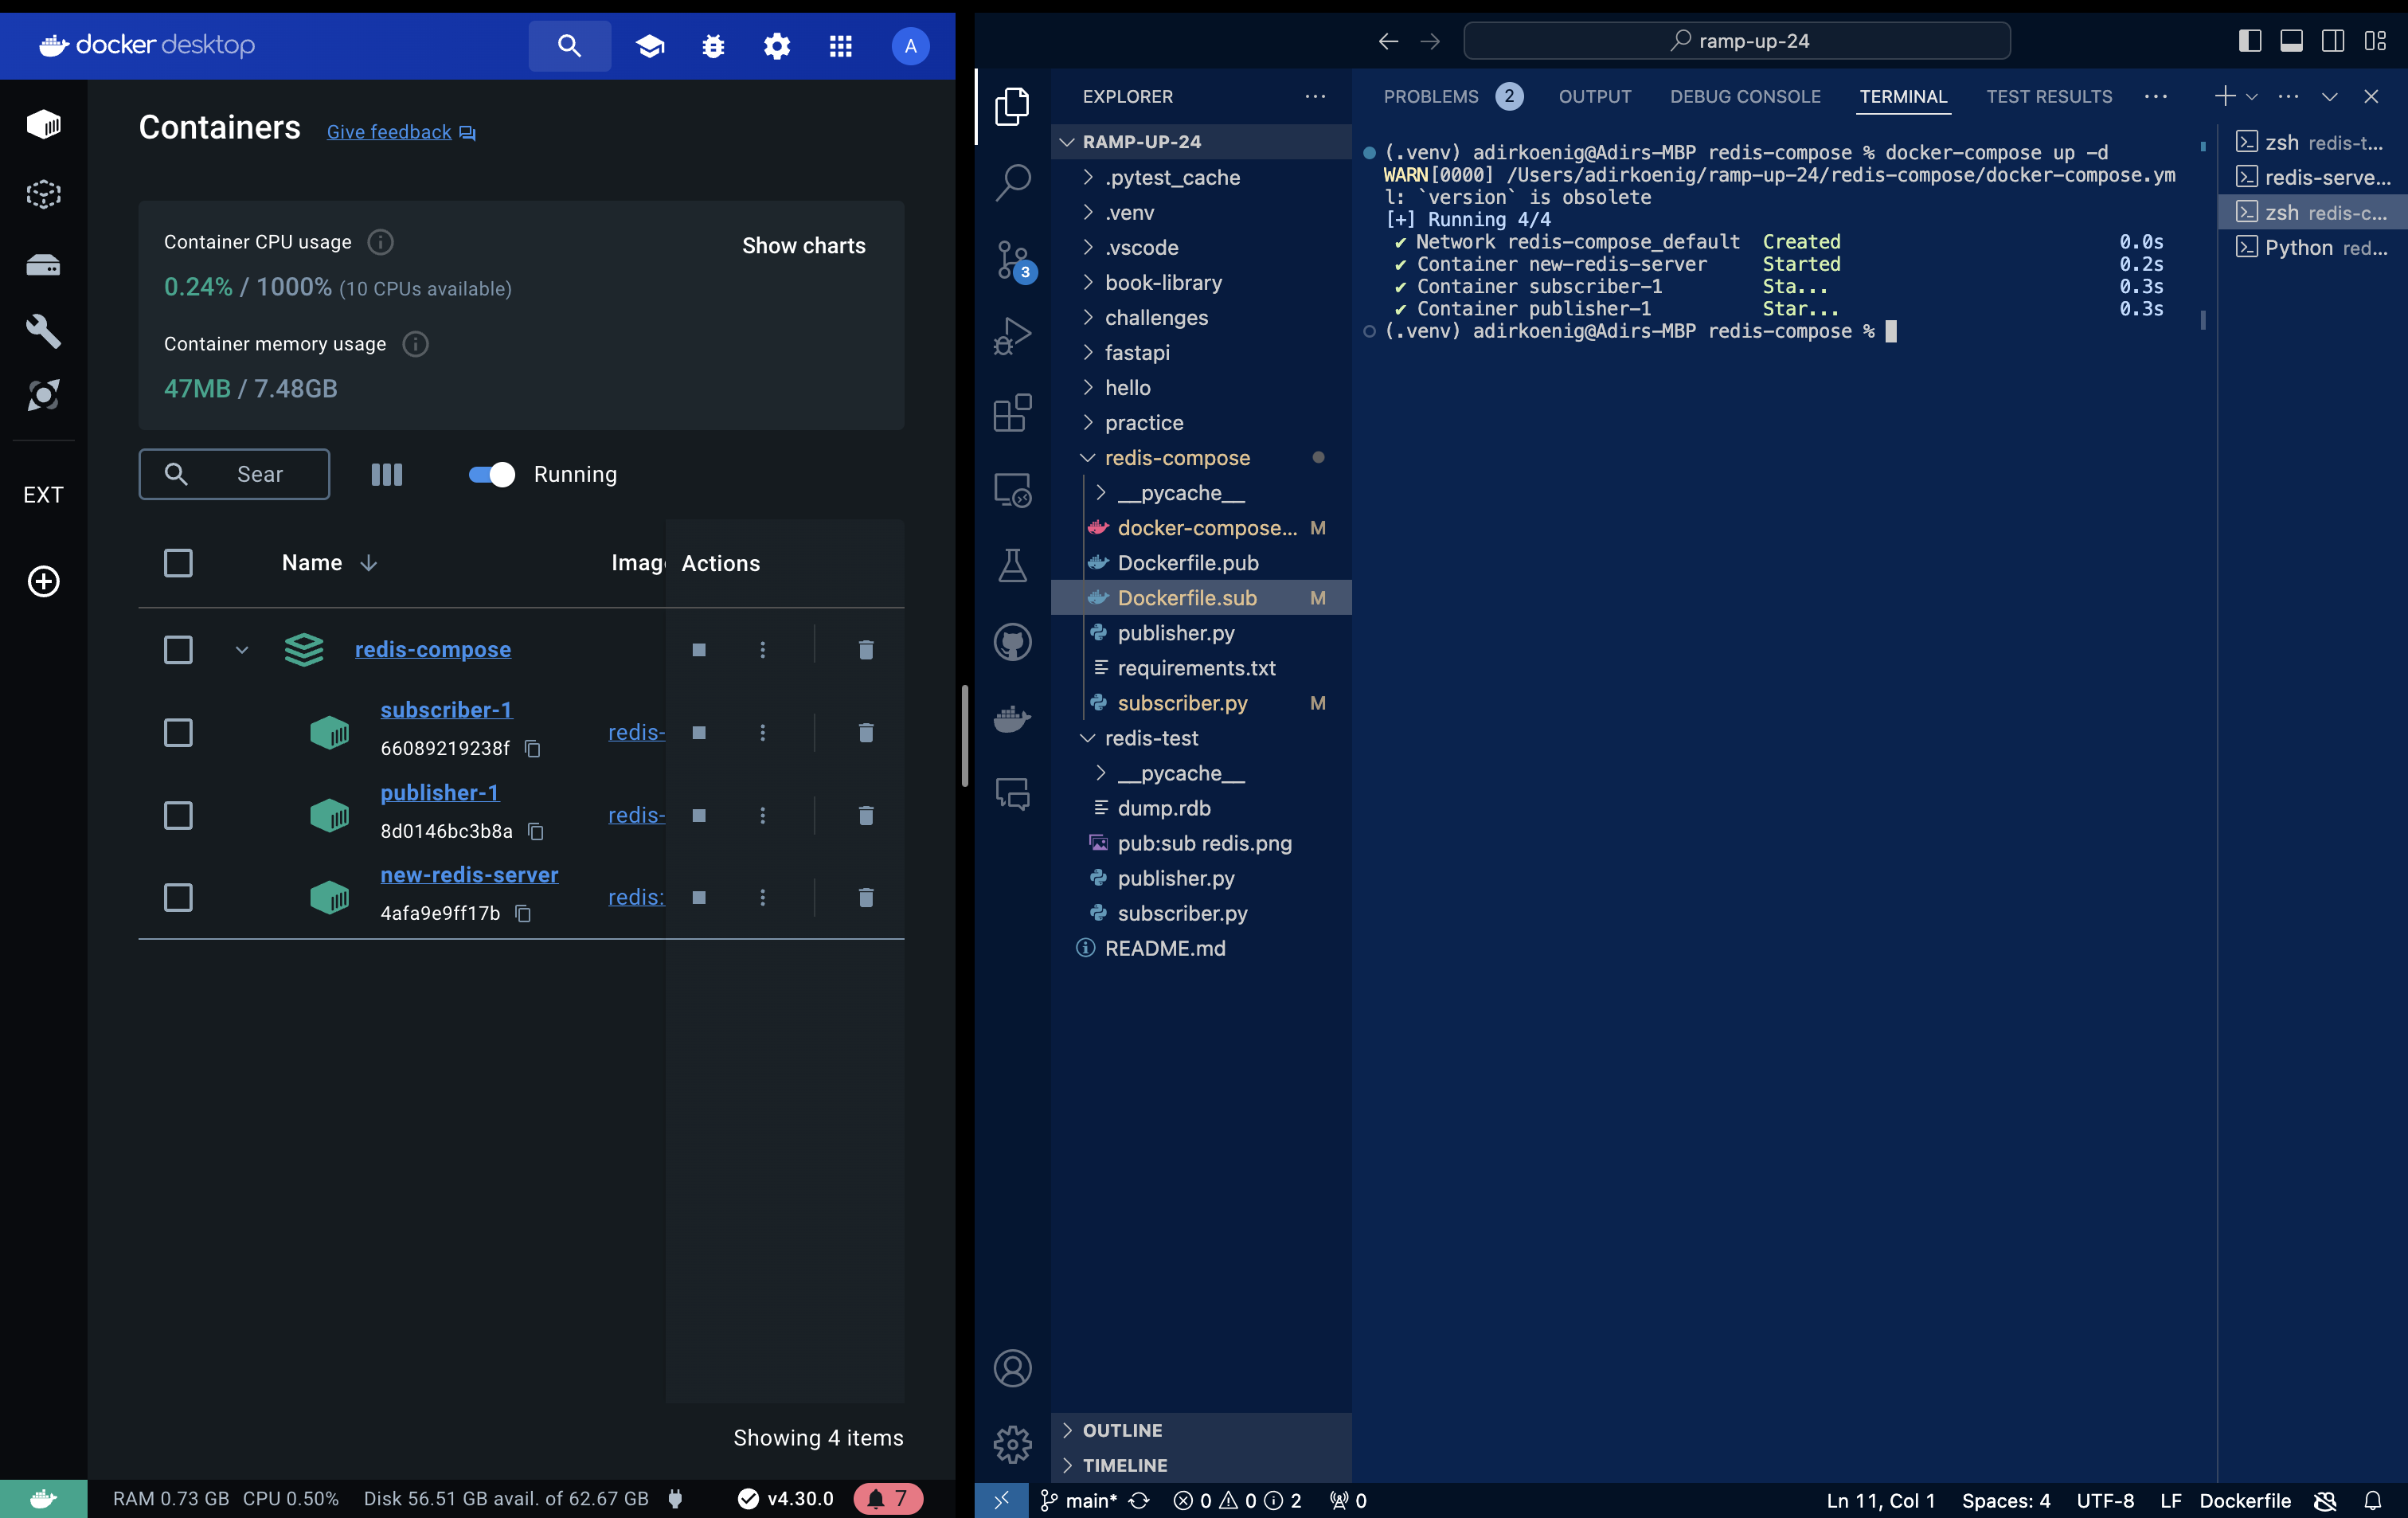 docker desktop
A
Containers
Give feedback
Container CPU usage
Show charts
0.24% / 1000% (10 CPUs available)
Container memory usage
47MB / 7.48GB
Sear
Running
EXT
Name
Imag
Actions
redis-compose
subscriber-1
66089219238f
redis-
publisher-1
8d0146bc3b8a
redis-
new-redis-server
4afa9e9ff17b
redis:
Showing 4 items
RAM 0.73 GB CPU 0.50% Disk 56.51 GB avail. of 62.67 GB v4.30.0 7
ramp-up-24
EXPLORER
3
RAMP-UP-24
.pytest_cache
.venv
.vscode
book-library
challenges
fastapi
hello
practice
redis-compose
__pycache__
docker-compose... M
Dockerfile.pub
Dockerfile.sub M
publisher.py
requirements.txt
subscriber.py M
redis-test
__pycache__
dump.rdb
pub:sub redis.png
publisher.py
subscriber.py
README.md
OUTLINE
TIMELINE
PROBLEMS 2 OUTPUT DEBUG CONSOLE TERMINAL TEST RESULTS
(.venv) adirkoenig@Adirs-MBP redis-compose % docker-compose up -d
WARN[0000] /Users/adirkoenig/ramp-up-24/redis-compose/docker-compose.ym
l: `version` is obsolete
[+] Running 4/4
✔ Network redis-compose_default Created 0.0s
✔ Container new-redis-server Started 0.2s
✔ Container subscriber-1 Sta... 0.3s
✔ Container publisher-1 Star... 0.3s
(.venv) adirkoenig@Adirs-MBP redis-compose %
zsh redis-t...
redis-serve...
zsh redis-c...
Python red...
main* 0 0 2 0
Ln 11, Col 1 Spaces: 4 UTF-8 LF Dockerfile